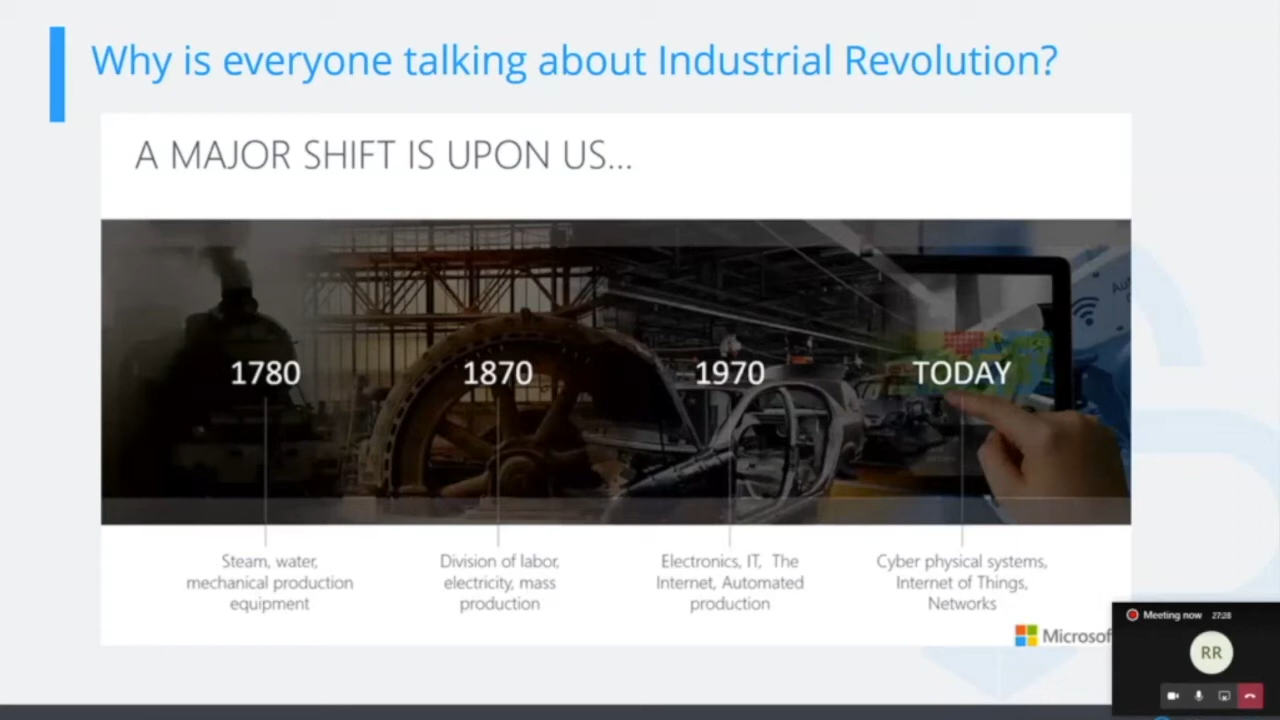 Why is everyone talking about Industrial Revolution?
A MAJOR SHIFT IS UPON US...
1780
1870
1970
TODAY
Steam, water,
mechanical production
equipment
Division of labor,
electricity, mass
production
Electronics, IT, The
Internet, Automated
production
Cyber physical systems,
Internet of Things,
Networks
Microsof
Meeting now 27:28
RR